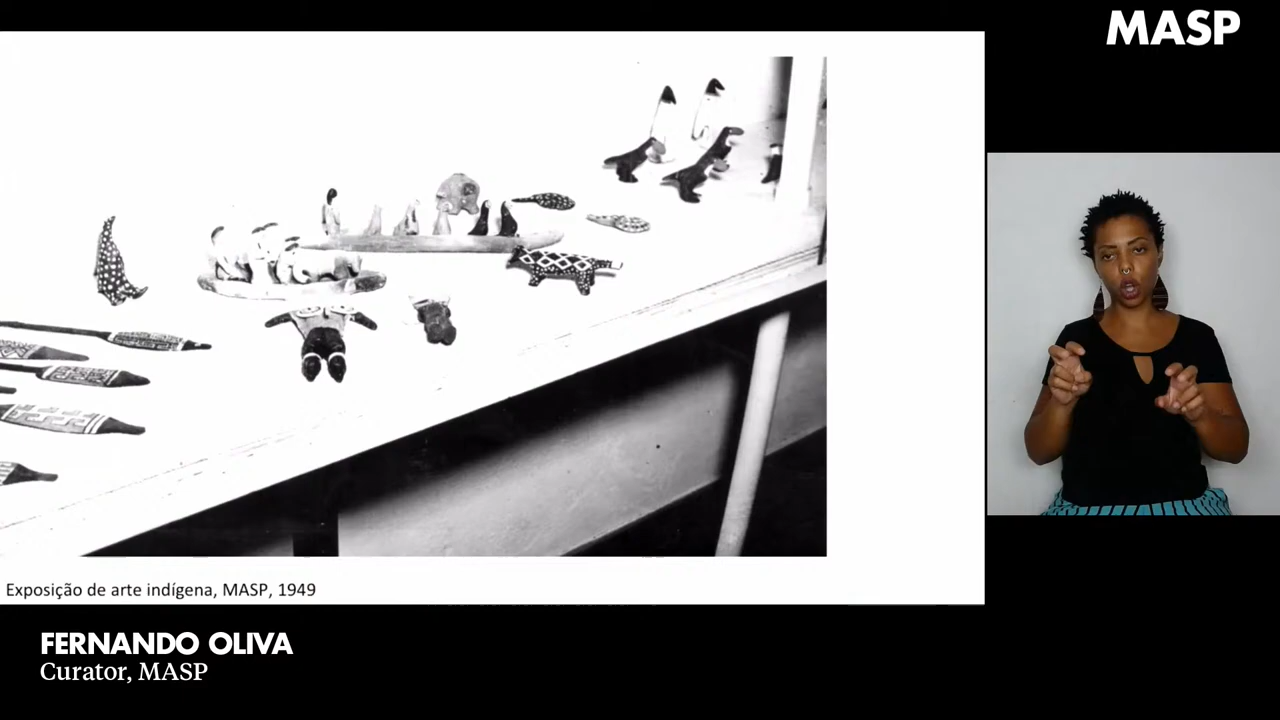 MASP
Exposição de arte indígena, MASP, 1949
FERNANDO OLIVA
Curator, MASP